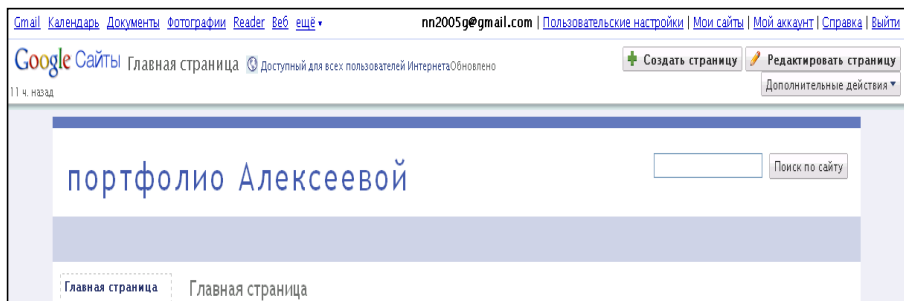 Gmail Календарь Документы Фотографии Reader Веб ещё ▾ nn2005g@gmail.com | Пользовательские настройки | Мои сайты | Мой аккаунт | Справка | Выйти
Google Сайты Главная страница Доступный для всех пользователей ИнтернетаОбновлено
11 ч. назад
Создать страницу Редактировать страницу
Дополнительные действия ▾
портфолио Алексеевой
Поиск по сайту
Главная страница Главная страница